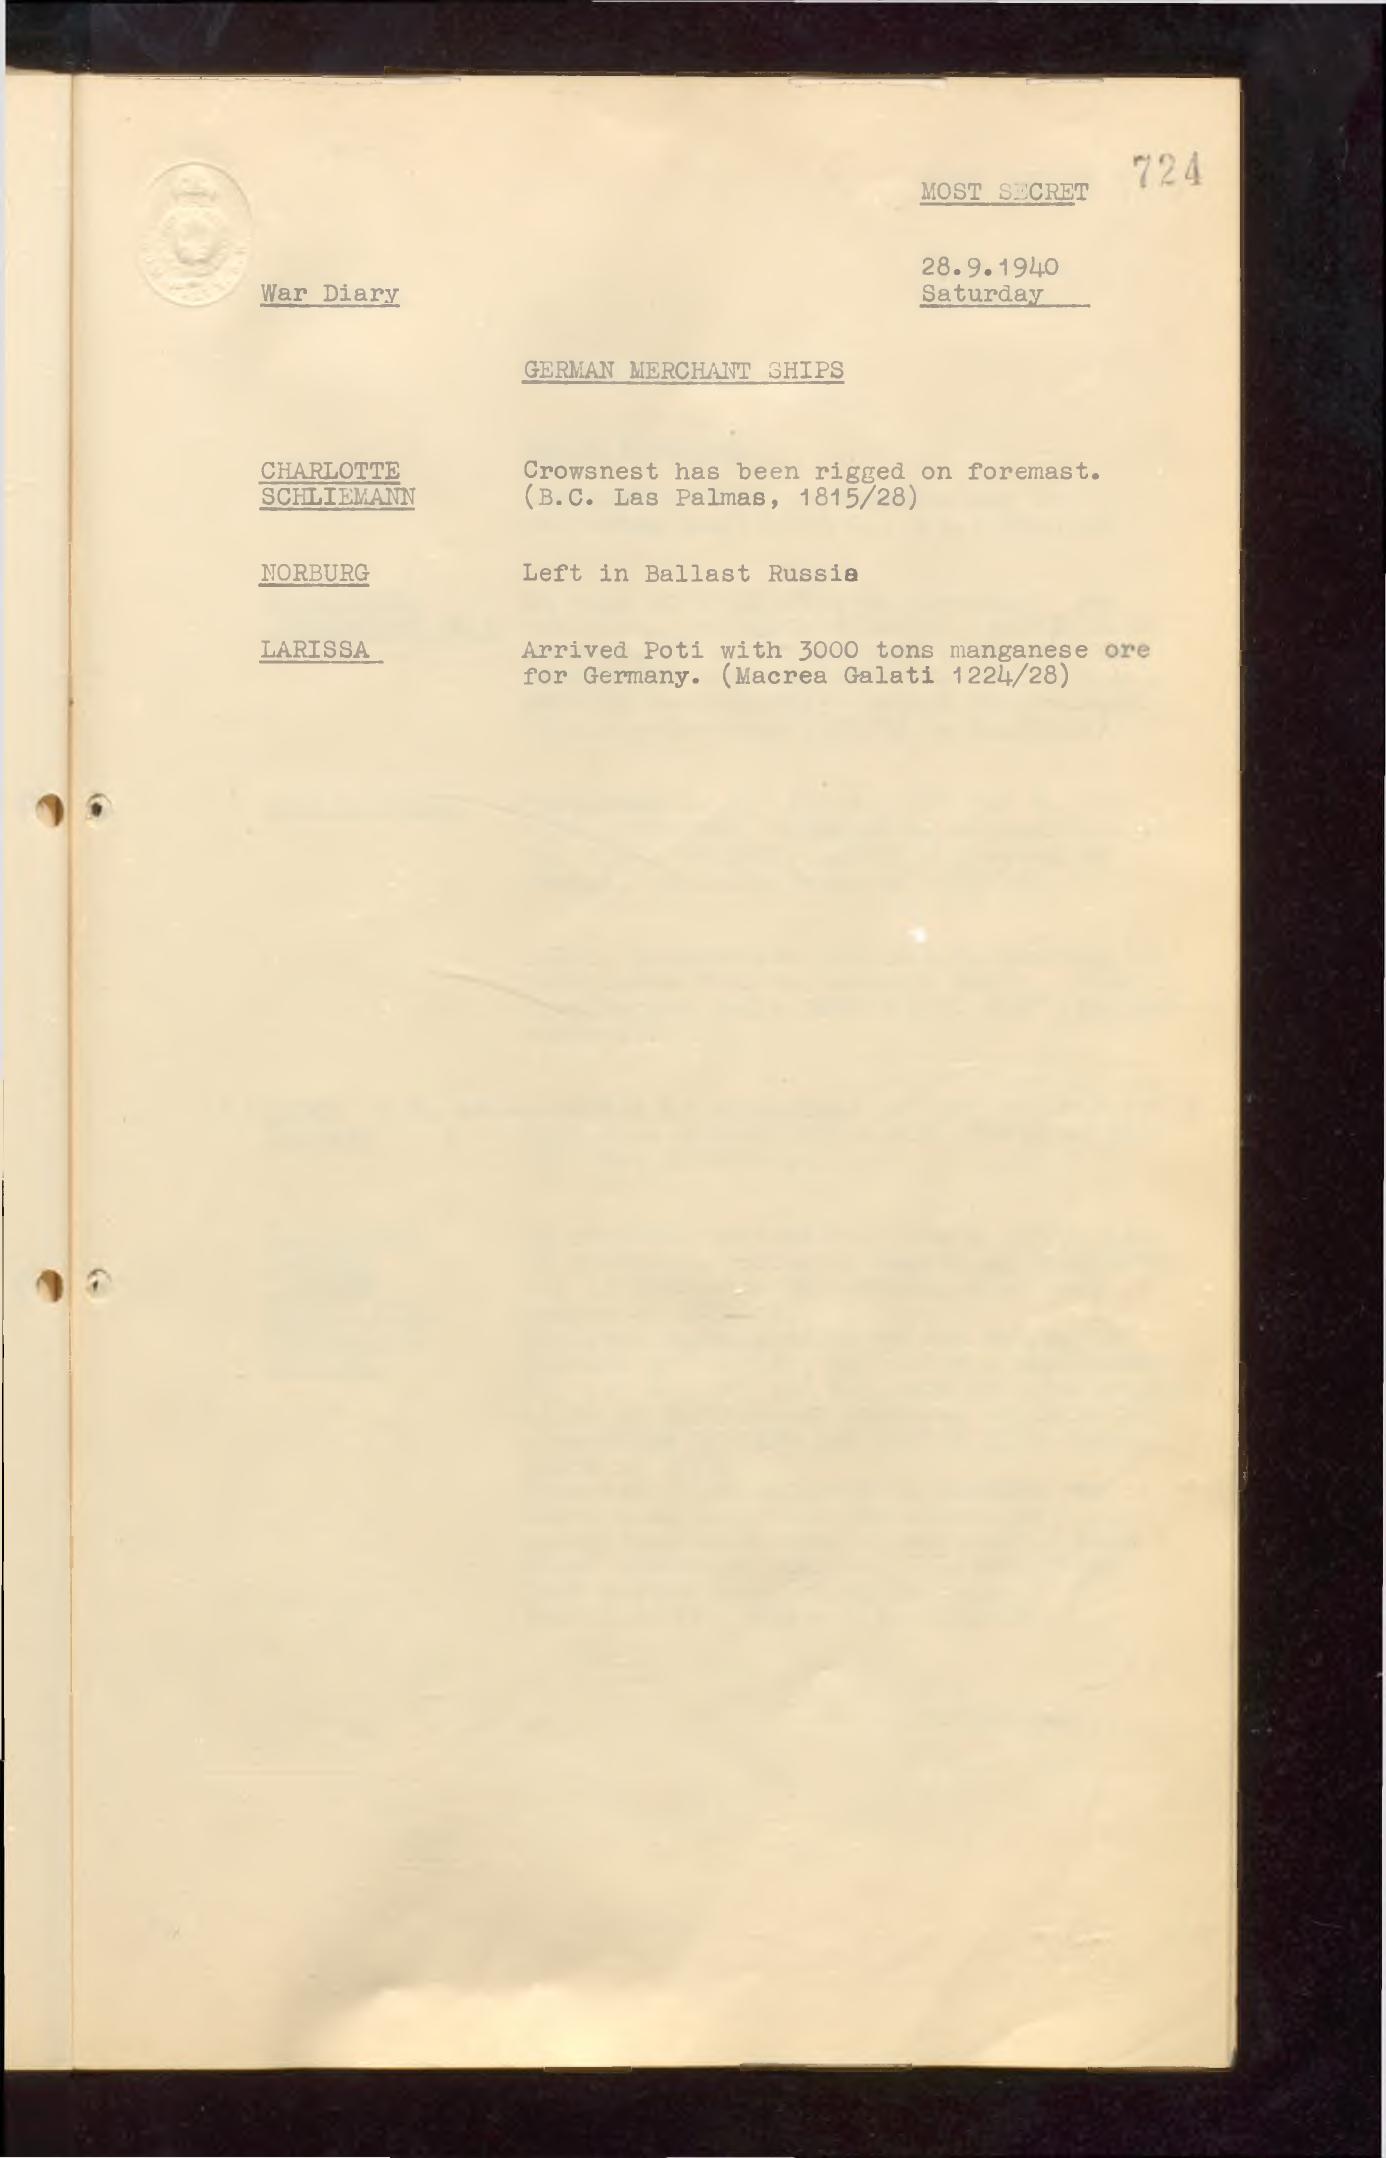 724
MOST SECRET
28.9.1940
War Diary Saturday
GERMAN MERCHANT SHIPS
CHARLOTTE Crowsnest has been rigged on foremast.
SCHLIEMANN (B.C. Las Palmas, 1815/28)
NORBURG Left in Ballast Russia
LARISSA Arrived Poti with 3000 tons manganese ore
for Germany. (Macrea Galati 1224/28)